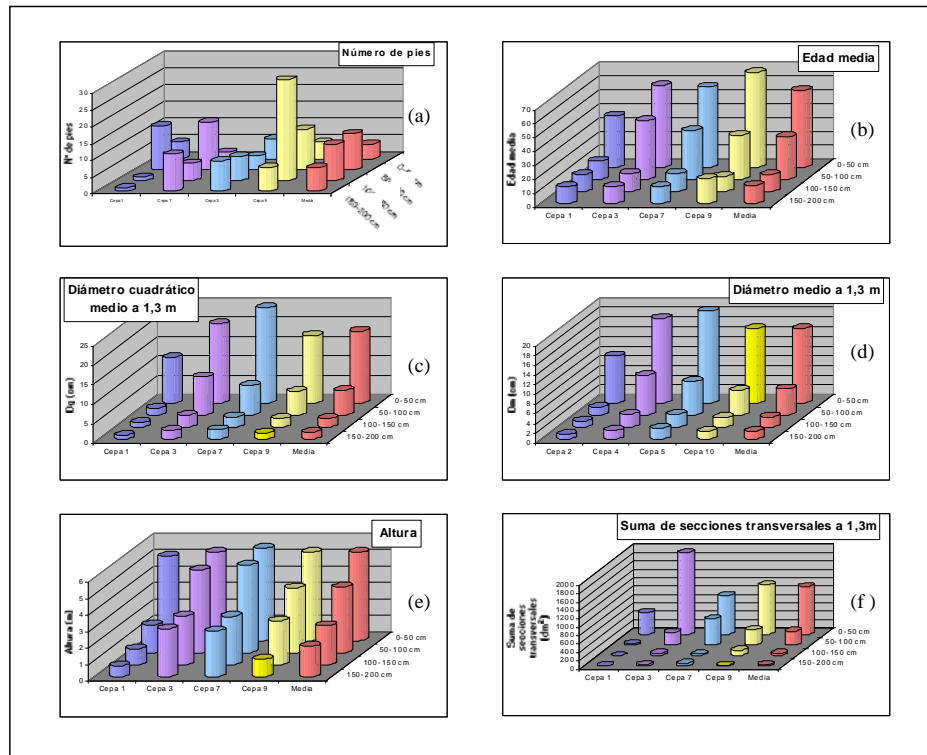 Número de pies
(a)
Nº de pies
30
25
20
15
10
5
0
Cepa 1 Cepa 7 Cepa 3 Cepa 9 Media
150-200 cm
Edad media
(b)
Edad media
70
60
50
40
30
20
10
0
Cepa 1 Cepa 3 Cepa 7 Cepa 9 Media
0-50 cm
50-100 cm
100-150 cm
150-200 cm
Diámetro cuadrático
medio a 1,3 m
(c)
Dg (cm)
25
20
15
10
5
0
Cepa 1 Cepa 3 Cepa 7 Cepa 9 Media
0-50 cm
50-100 cm
100-150 cm
150-200 cm
Diámetro medio a 1,3 m
(d)
Dm (cm)
20
18
16
14
12
10
8
6
4
2
0
Cepa 2 Cepa 4 Cepa 5 Cepa 10 Media
0-50 cm
50-100 cm
100-150 cm
150-200 cm
Altura
(e)
Altura (m)
6
5
4
3
2
1
0
Cepa 1 Cepa 3 Cepa 7 Cepa 9 Media
0-50 cm
50-100 cm
100-150 cm
150-200 cm
Suma de secciones transversales a 1,3m
(f )
Suma de
secciones
transversales
(cm²)
2000
1800
1600
1400
1200
1000
800
600
400
200
0
Cepa 1 Cepa 3 Cepa 7 Cepa 9 Media
0-50 cm
50-100 cm
100-150 cm
150-200 cm